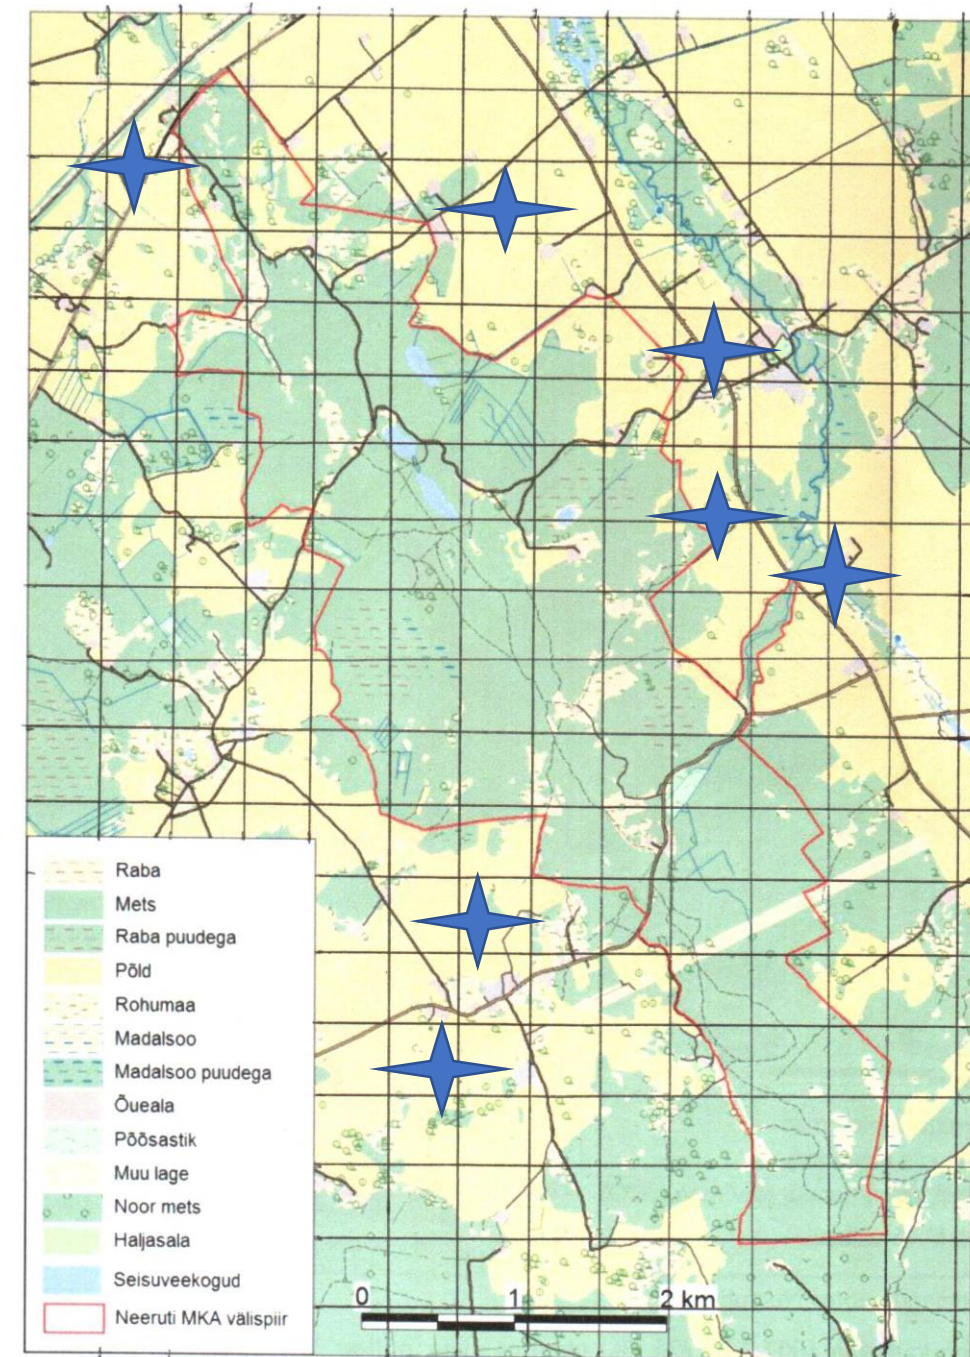 Raba
Mets
Raba puudega
Põld
Rohumaa
Madalsoo
Madalsoo puudega
Õueala
Põõsastik
Muu lage
Noor mets
Haljasala
Seisuveekogud
Neeruti MKA välispiir
0 1 2 km